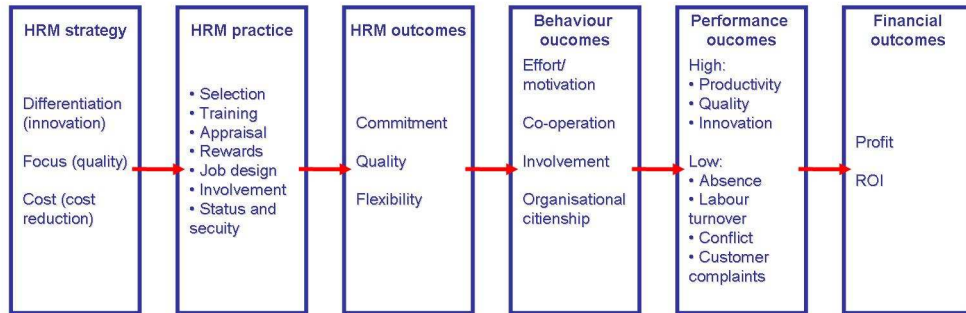 HRM strategy
Differentiation
(innovation)
Focus (quality)
Cost (cost
reduction)
HRM practice
• Selection
• Training
• Appraisal
• Rewards
• Job design
• Involvement
• Status and
secuity
HRM outcomes
Commitment
Quality
Flexibility
Behaviour
oucomes
Effort/
motivation
Co-operation
Involvement
Organisational
citienship
Performance
oucomes
High:
• Productivity
• Quality
• Innovation
Low:
• Absence
• Labour
turnover
• Conflict
• Customer
complaints
Financial
outcomes
Profit
ROI